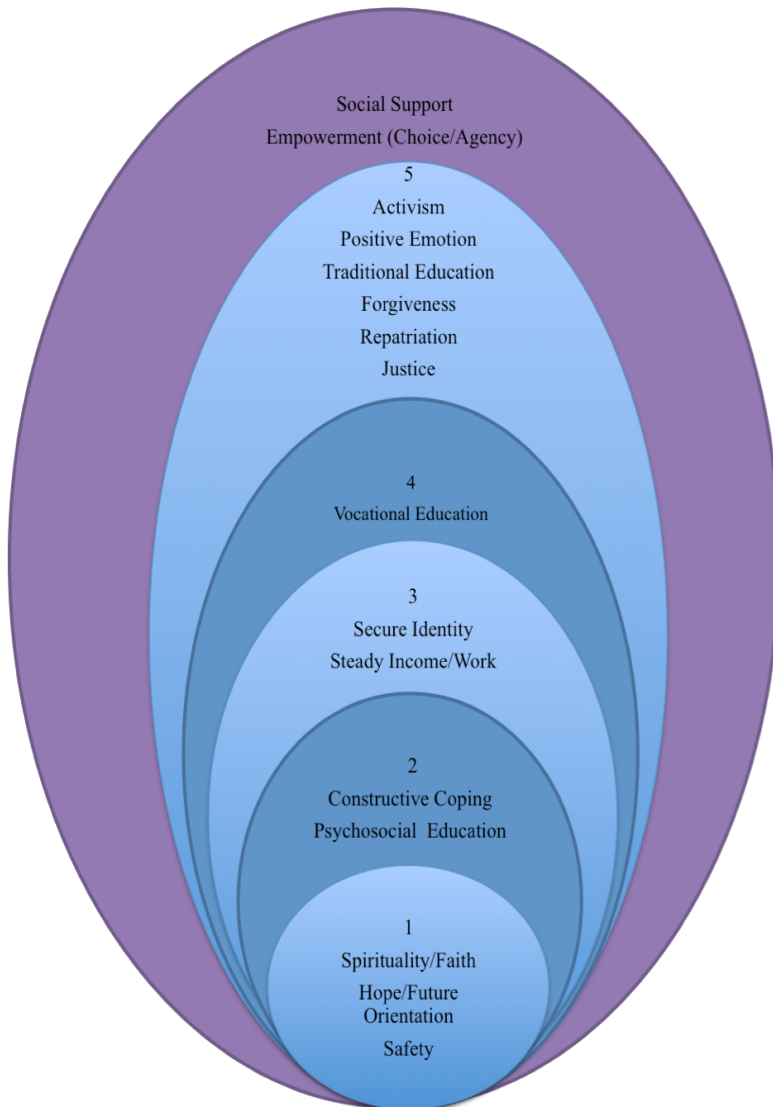 Social Support
Empowerment (Choice/Agency)
5
Activism
Positive Emotion
Traditional Education
Forgiveness
Repatriation
Justice
4
Vocational Education
3
Secure Identity
Steady Income/Work
2
Constructive Coping
Psychosocial Education
1
Spirituality/Faith
Hope/Future
Orientation
Safety